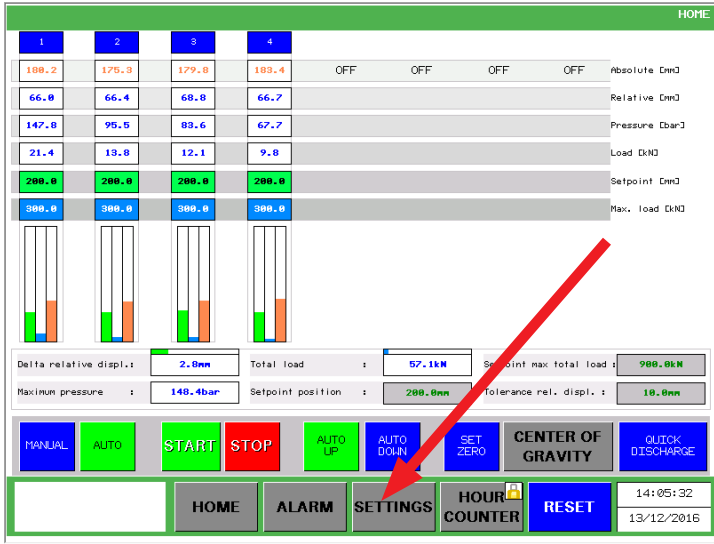 HOME
1 2 3 4
180.2 175.3 179.8 183.4 OFF OFF OFF OFF Absolute [mm]
66.0 66.4 68.8 66.7 Relative [mm]
147.8 95.5 83.6 67.7 Pressure [bar]
21.4 13.8 12.1 9.8 Load [kN]
200.0 200.0 200.0 200.0 Setpoint [mm]
300.0 300.0 300.0 300.0 Max. load [kN]
Delta relative displ.: 2.8mm Total load : 57.1kN Setpoint max total load : 900.0kN
Maximum pressure : 148.4bar Setpoint position : 200.0mm Tolerance rel. displ. : 10.0mm
MANUAL AUTO START STOP AUTO UP AUTO DOWN SET ZERO CENTER OF GRAVITY QUICK DISCHARGE
HOME ALARM SETTINGS HOUR COUNTER RESET 14:05:32
13/12/2016